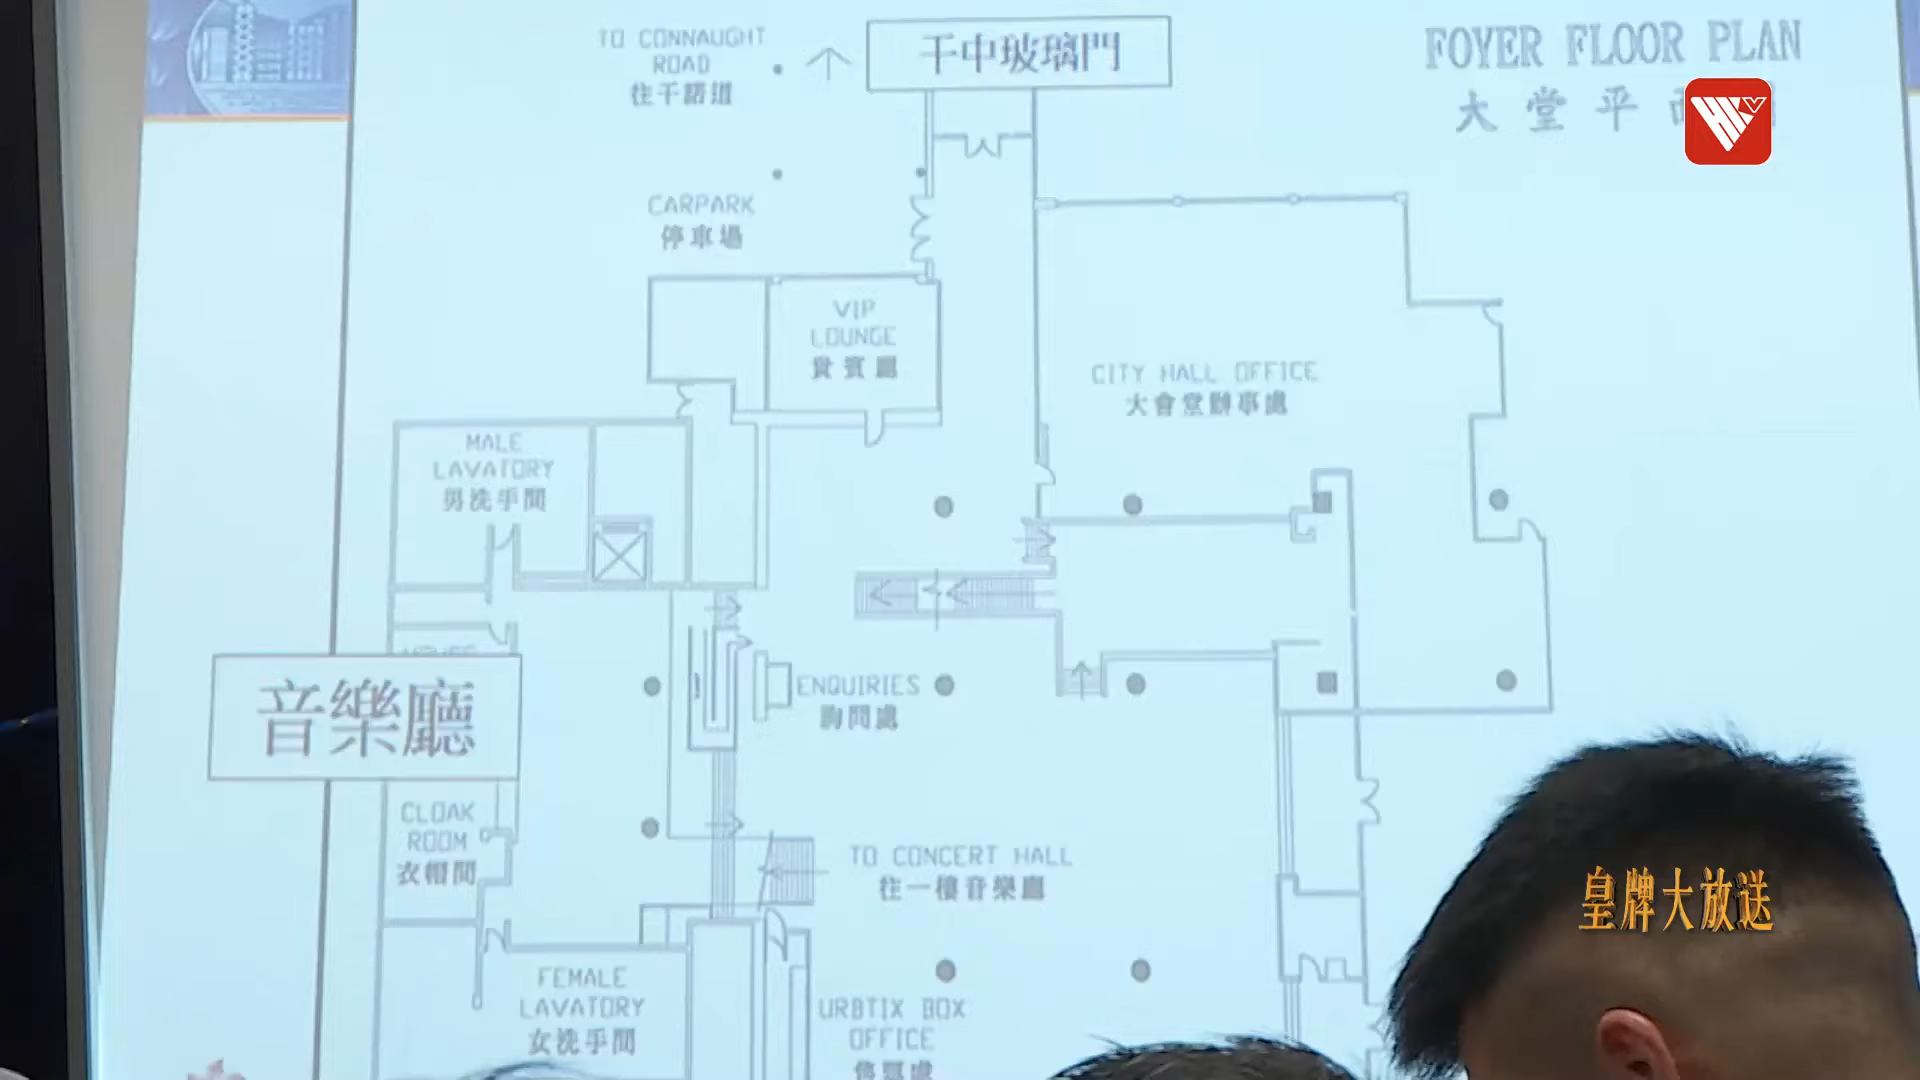 TO CONNAUGHT
ROAD
往干諾道
干中玻璃門
FOYER FLOOR PLAN
大堂平
CARPARK
停車場
VIP
LOUNGE
貴賓廳
CITY HALL OFFICE
大會堂辦事處
MALE
LAVATORY
男洗手間
ENQUIRIES
詢問處
音樂廳
CLOAK
ROOM
衣帽間
TO CONCERT HALL
往一樓音樂廳
皇牌大放送
FEMALE
LAVATORY
女洗手間
URBTIX BOX
OFFICE
售票處